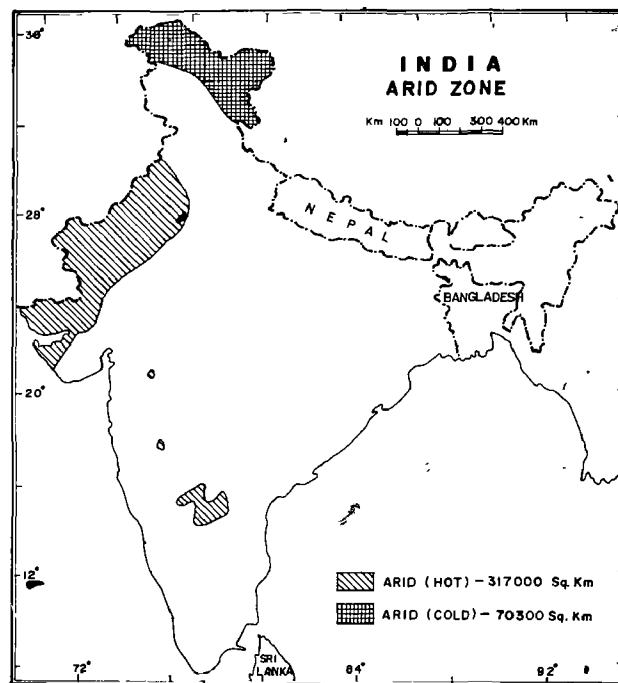 36°
INDIA
ARID ZONE
Km 100 0 100 300 400 Km
28°
NEPAL
BANGLADESH
20°
12°
ARID (HOT) - 317000 Sq. Km
ARID (COLD) - 70300 Sq. Km
SRI
LANKA
72°
84°
92°